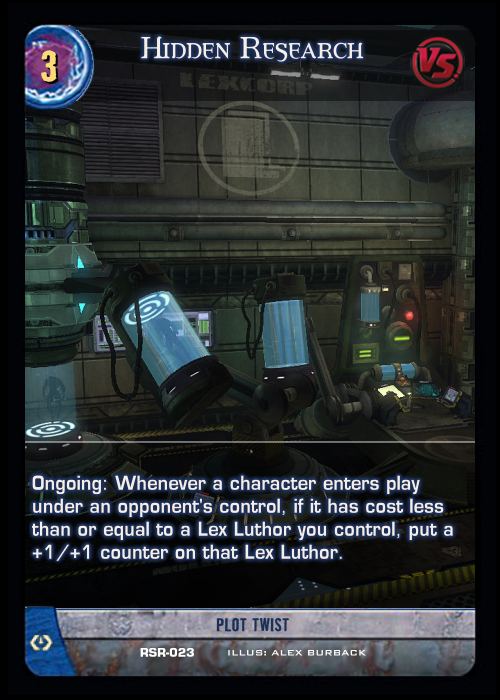 3
Hidden Research
VS
LEXCORP
L
Ongoing: Whenever a character enters play
under an opponent's control, if it has cost less
than or equal to a Lex Luthor you control, put a
+1/+1 counter on that Lex Luthor.
PLOT TWIST
RSR-023 ILLUS: ALEX BURBACK